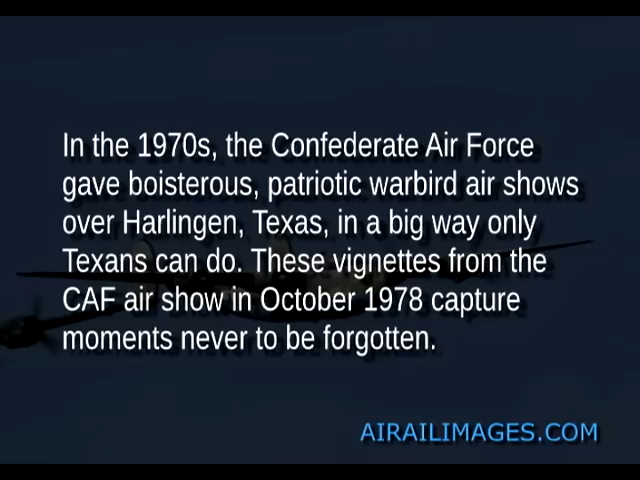 In the 1970s, the Confederate Air Force
gave boisterous, patriotic warbird air shows
over Harlingen, Texas, in a big way only
Texans can do. These vignettes from the
CAF air show in October 1978 capture
moments never to be forgotten.
AIRAILIMAGES.COM